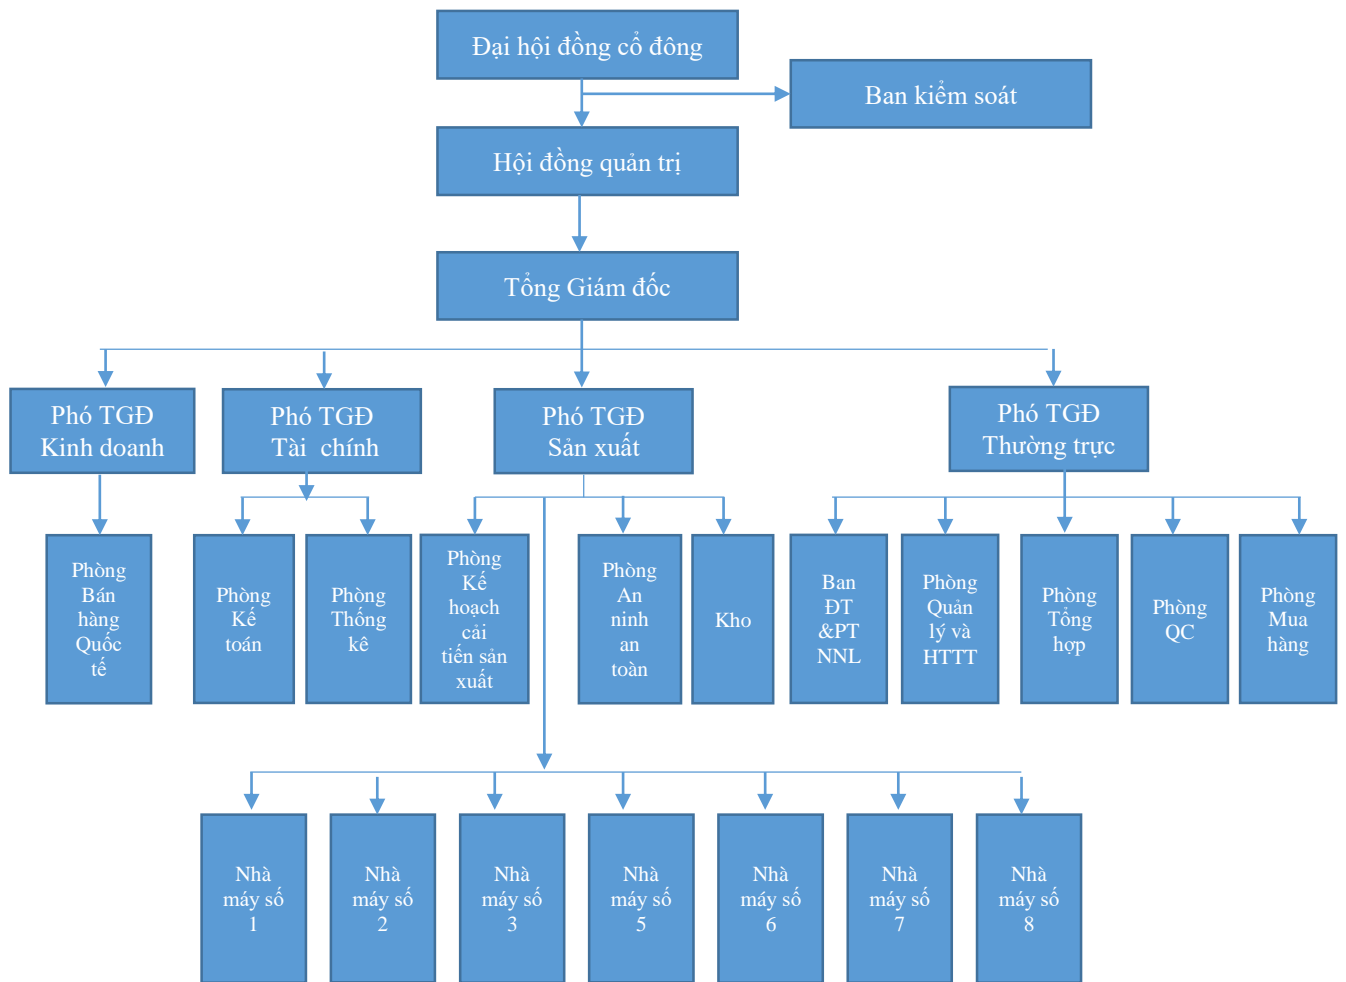 Đại hội đồng cổ đông
Ban kiểm soát
Hội đồng quản trị
Tổng Giám đốc
Phó TGĐ
Kinh doanh
Phó TGĐ
Tài chính
Phó TGĐ
Sản xuất
Phó TGĐ
Thường trực
Phòng
Bán
hàng
Quốc
tế
Phòng
Kế
toán
Phòng
Thống
kê
Phòng
Kế
hoạch
cải
tiến sản
xuất
Phòng
An
ninh
an
toàn
Kho
Ban
ĐT
&PT
NNL
Phòng
Quản
lý và
HTTT
Phòng
Tổng
hợp
Phòng
QC
Phòng
Mua
hàng
Nhà
máy số
1
Nhà
máy số
2
Nhà
máy số
3
Nhà
máy số
5
Nhà
máy số
6
Nhà
máy số
7
Nhà
máy số
8